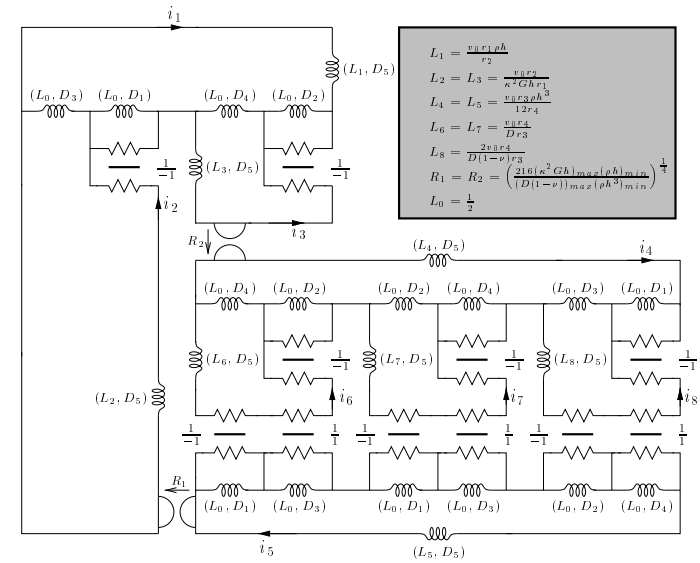 i1
(L1, D5)
(L0, D3) (L0, D1) (L0, D4) (L0, D2)
(L3, D5)
1/-1 1/-1
i2
i3
R2
L1 = v0 r1 ρh / r2
L2 = L3 = v0 r2 / κ²Gh r1
L4 = L5 = v0 r3 ρh³ / 12r4
L6 = L7 = v0 r4 / D r3
L8 = 2v0 r4 / D(1−ν) r3
R1 = R2 = (216(κ²Gh)max(ρh)min / (D(1−ν))max(ρh³)min)^1/4
L0 = 1/2
(L4, D5)
i4
(L0, D4) (L0, D2) (L0, D2) (L0, D4) (L0, D3) (L0, D1)
(L6, D5) 1/-1 (L7, D5) 1/-1 (L8, D5) 1/-1
(L2, D5)
i6 i7 i8
1/-1 1/1 1/-1 1/1 1/-1 1/1
R1
(L0, D1) (L0, D3) (L0, D1) (L0, D3) (L0, D2) (L0, D4)
i5
(L5, D5)